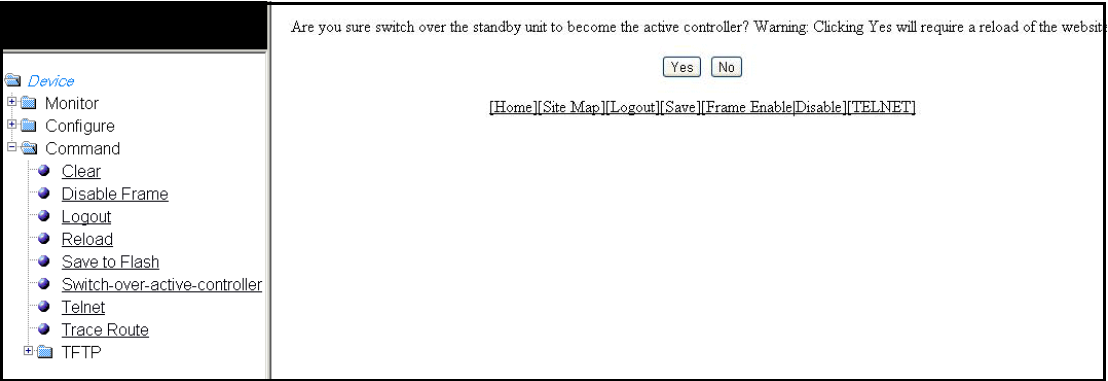 Device
Monitor
Configure
Command
Clear
Disable Frame
Logout
Reload
Save to Flash
Switch-over-active-controller
Telnet
Trace Route
TFTP
Are you sure switch over the standby unit to become the active controller? Warning: Clicking Yes will require a reload of the website
Yes No
[Home][Site Map][Logout][Save][Frame Enable|Disable][TELNET]